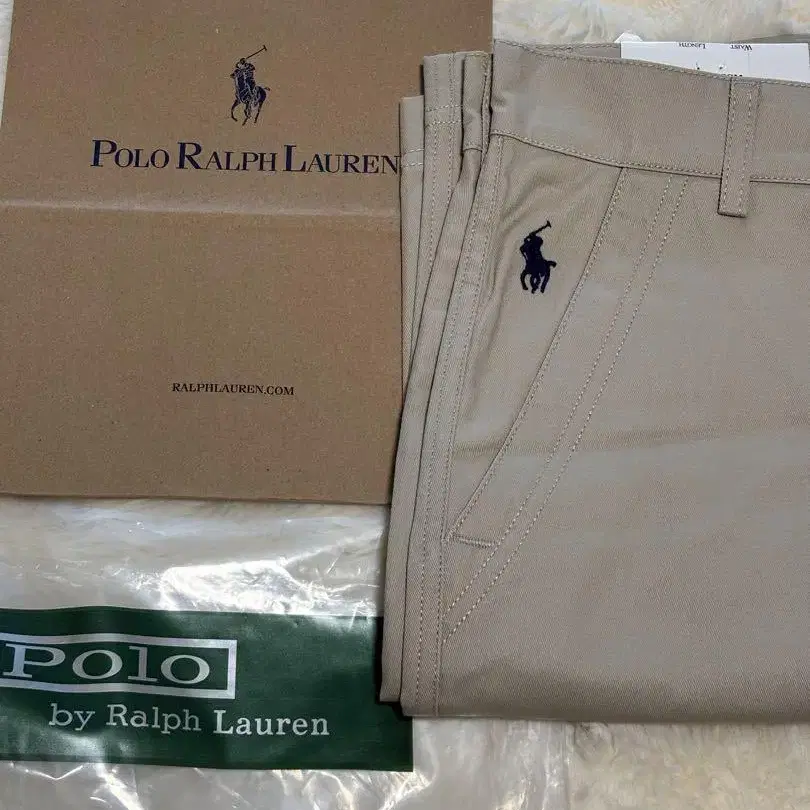 WAIST LENGTH
POLO RALPH LAUREN
RALPHLAUREN.COM
Polo
by Ralph Lauren